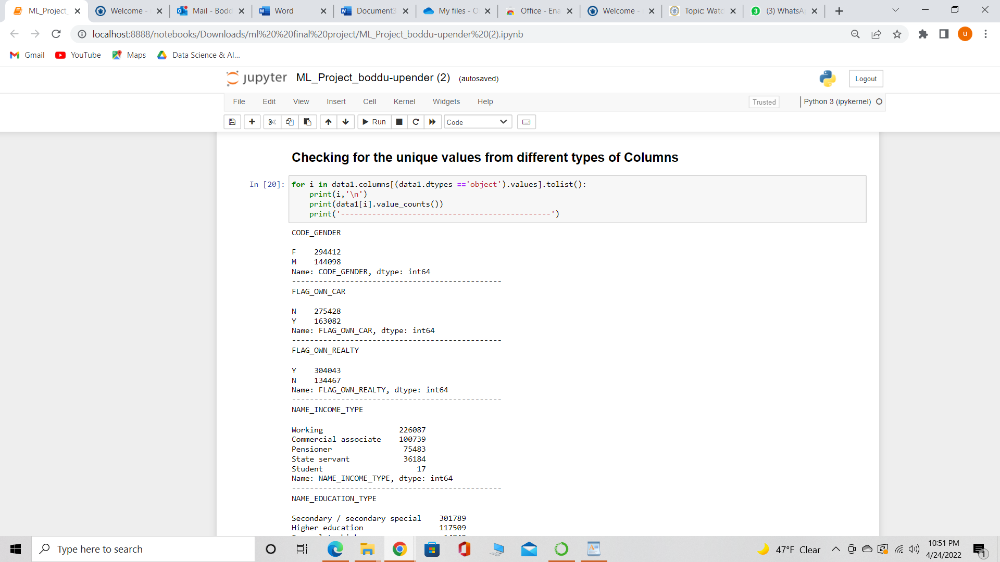 ML_Project_
Welcome -
Mail - Bodd
Word
Document3
My files - O
Office - Ena
Welcome -
Topic: Watc
3
(3) WhatsA
localhost:8888/notebooks/Downloads/ml%20%20final%20project/ML_Project_boddu-upender%20(2).ipynb
u
Gmail
YouTube
Maps
Data Science & AI...
jupyter
ML_Project_boddu-upender (2)
(autosaved)
Logout
File
Edit
View
Insert
Cell
Kernel
Widgets
Help
Trusted
Python 3 (ipykernel)
Run
Code
Checking for the unique values from different types of Columns
In [20]:
for i in data1.columns[(data1.dtypes =='object').values].tolist():
print(i,'\n')
print(data1[i].value_counts())
print('-----------------------------------------------')
CODE_GENDER
F 294412
M 144098
Name: CODE_GENDER, dtype: int64
-----------------------------------------------
FLAG_OWN_CAR
N 275428
Y 163082
Name: FLAG_OWN_CAR, dtype: int64
-----------------------------------------------
FLAG_OWN_REALTY
Y 304043
N 134467
Name: FLAG_OWN_REALTY, dtype: int64
-----------------------------------------------
NAME_INCOME_TYPE
Working 226087
Commercial associate 100739
Pensioner 75483
State servant 36184
Student 17
Name: NAME_INCOME_TYPE, dtype: int64
-----------------------------------------------
NAME_EDUCATION_TYPE
Secondary / secondary special 301789
Higher education 117509
Type here to search
47°F Clear
10:51 PM
4/24/2022
1